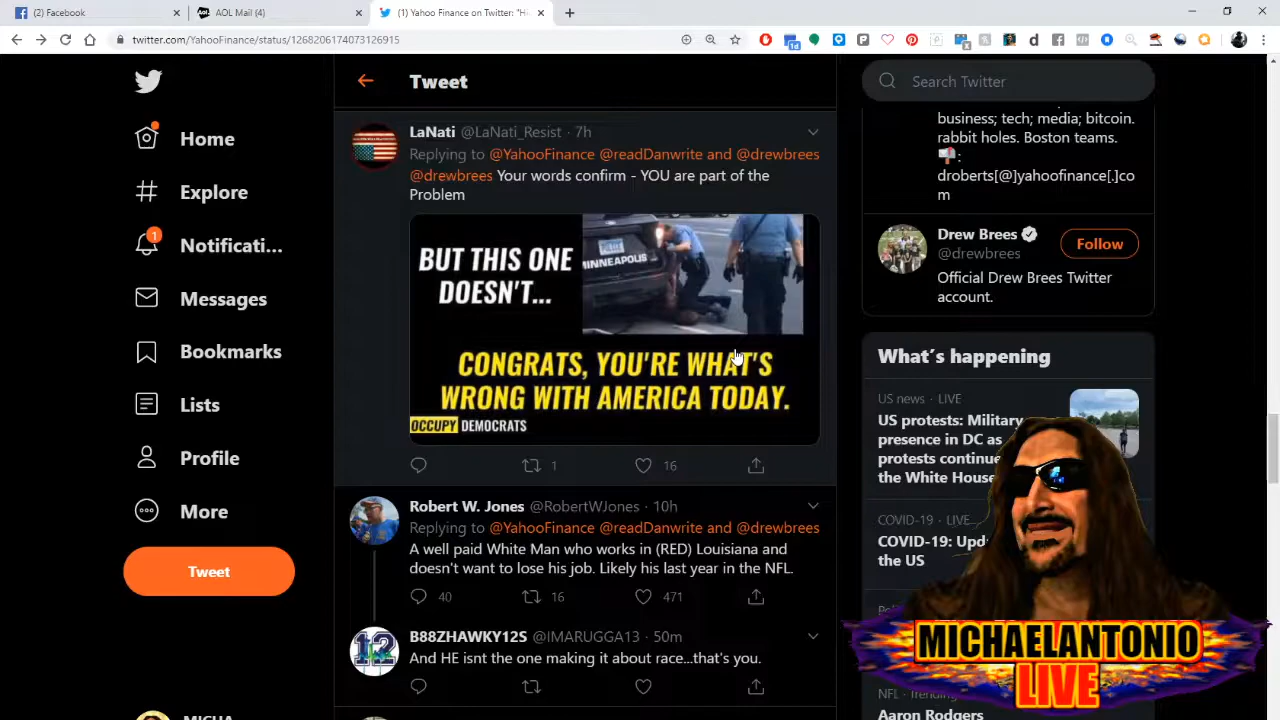 (2) Facebook
AOL Mail (4)
(1) Yahoo Finance on Twitter: "H
twitter.com/YahooFinance/status/1268206174073126915
Home
Explore
1
Notificati...
Messages
Bookmarks
Lists
Profile
More
Tweet
MICHA
Tweet
LaNati @LaNati_Resist · 7h
Replying to @YahooFinance @readDanwrite and @drewbrees
@drewbrees Your words confirm - YOU are part of the
Problem
BUT THIS ONE
DOESN'T...
MINNEAPOLIS
CONGRATS, YOU'RE WHAT'S
WRONG WITH AMERICA TODAY.
OCCUPY DEMOCRATS
1
16
Robert W. Jones @RobertWJones · 10h
Replying to @YahooFinance @readDanwrite and @drewbrees
A well paid White Man who works in (RED) Louisiana and
doesn't want to lose his job. Likely his last year in the NFL.
40
16
471
B88ZHAWKY12S @IMARUGGA13 · 50m
And HE isnt the one making it about race...that's you.
12
Search Twitter
business; tech; media; bitcoin.
rabbit holes. Boston teams.
:
droberts[@]yahoofinance[.]co
m
Drew Brees
@drewbrees
Follow
Official Drew Brees Twitter
account.
What's happening
US news · LIVE
US protests: Military
presence in DC as
protests continue
the White House
COVID-19 · LIVE
COVID-19: Upd
the US
MICHAELANTONIO
LIVE
NFL · Trending
Aaron Rodgers